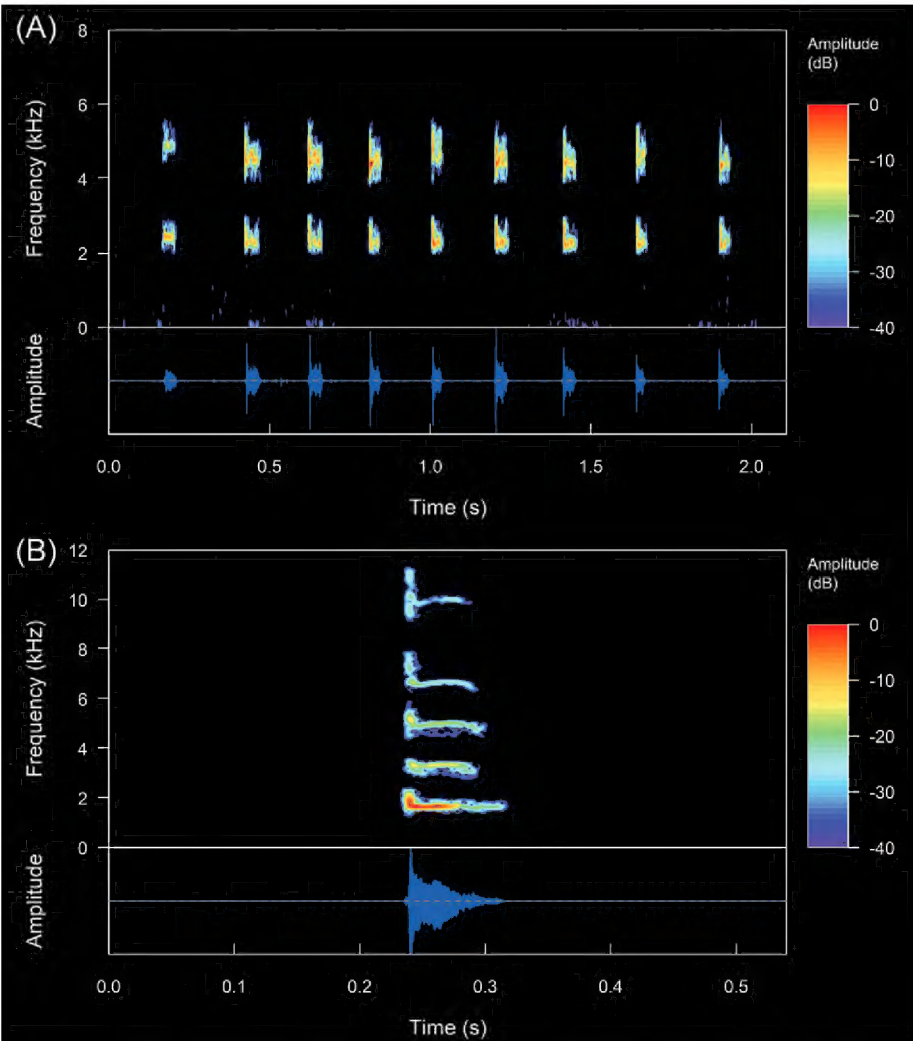 (A)
8
6
4
2
0
Frequency (kHz)
Amplitude
0.0 0.5 1.0 1.5 2.0
Time (s)
Amplitude
(dB)
0
-10
-20
-30
-40
(B)
12
10
8
6
4
2
0
Frequency (kHz)
Amplitude
0.0 0.1 0.2 0.3 0.4 0.5
Time (s)
Amplitude
(dB)
0
-10
-20
-30
-40